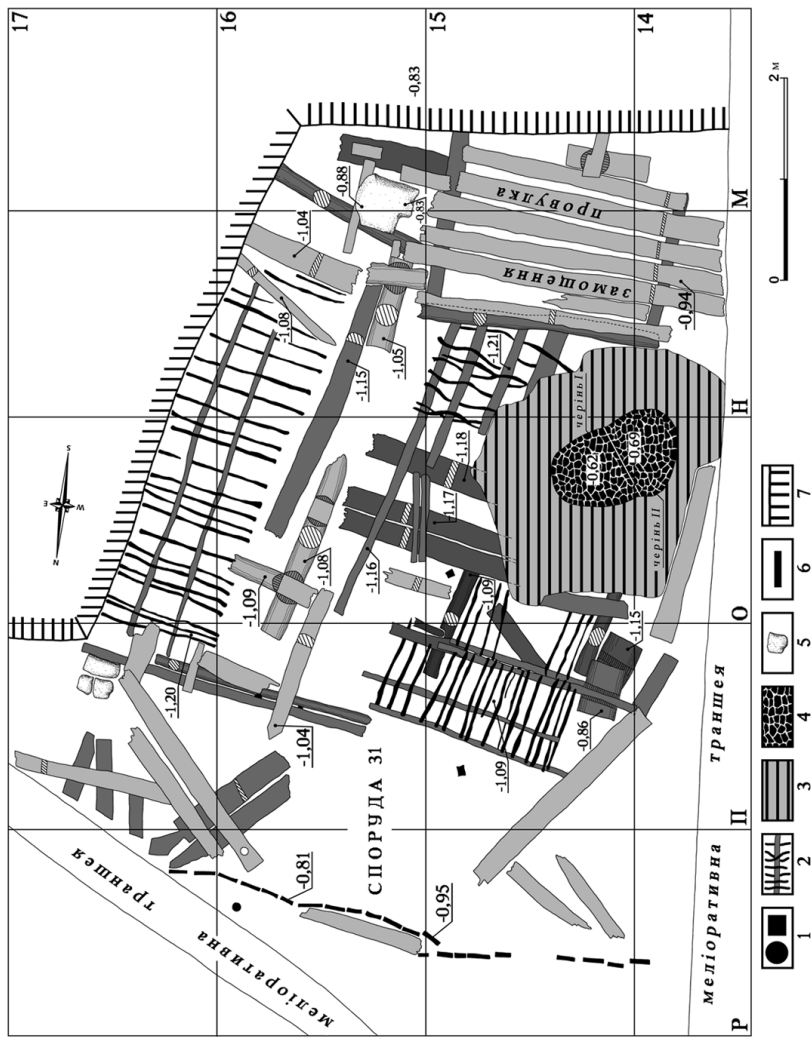 17
16
15
14
М
Н
О
П
Р
-0,83
-0,88
-0,83
-1,04
-1,08
-1,05
-1,15
-1,21
-0,94
провулка
замощення
черінь I
черінь II
-0,62
-0,69
-1,18
-1,17
-1,16
-1,08
-1,09
-1,09
-1,15
-0,86
-1,09
-1,20
-1,04
СПОРУДА 31
-0,81
-0,95
меліоративна траншея
меліоративна траншея
N
E
S
W
0 2 м
1 2 3 4 5 6 7